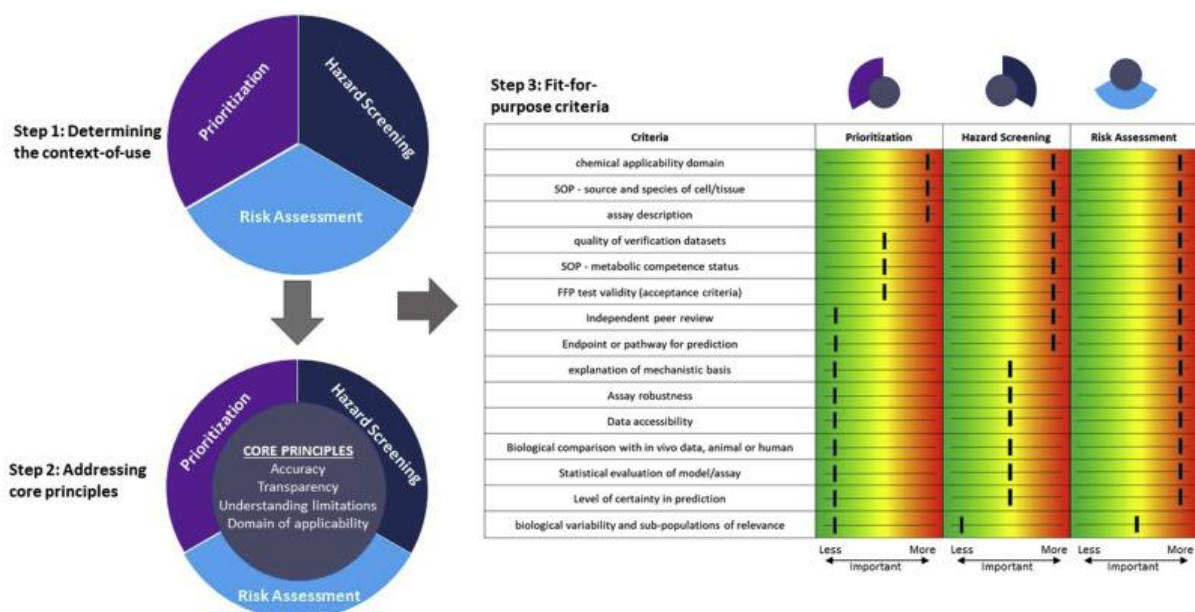 Step 1: Determining
the context-of-use
Prioritization
Hazard Screening
Risk Assessment
Step 2: Addressing
core principles
Prioritization
Hazard Screening
CORE PRINCIPLES
Accuracy
Transparency
Understanding limitations
Domain of applicability
Risk Assessment
Step 3: Fit-for-
purpose criteria
Criteria
Prioritization
Hazard Screening
Risk Assessment
chemical applicability domain
SOP - source and species of cell/tissue
assay description
quality of verification datasets
SOP - metabolic competence status
FFP test validity (acceptance criteria)
Independent peer review
Endpoint or pathway for prediction
explanation of mechanistic basis
Assay robustness
Data accessibility
Biological comparison with in vivo data, animal or human
Statistical evaluation of model/assay
Level of certainty in prediction
biological variability and sub-populations of relevance
Less More
Important
Less More
Important
Less More
Important